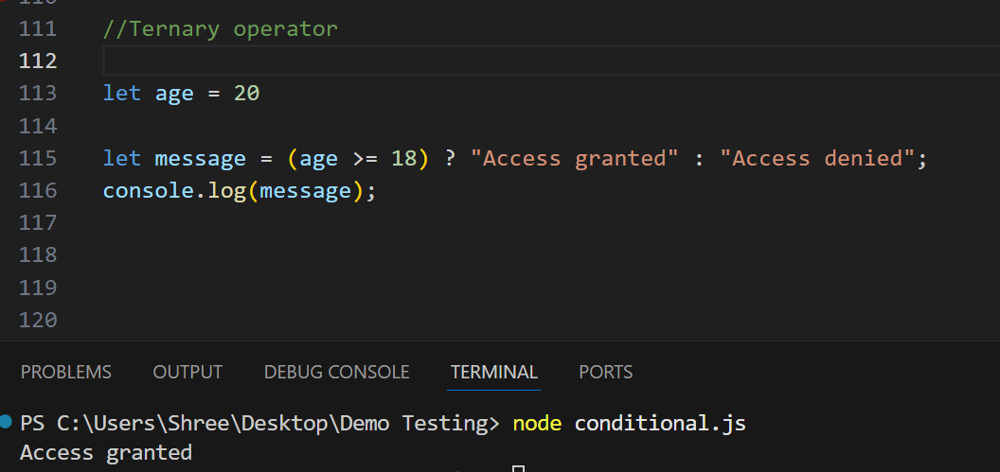 110
111 //Ternary operator
112
113 let age = 20
114
115 let message = (age >= 18) ? "Access granted" : "Access denied";
116 console.log(message);
117
118
119
120
PROBLEMS OUTPUT DEBUG CONSOLE TERMINAL PORTS
PS C:\Users\Shree\Desktop\Demo Testing> node conditional.js
Access granted